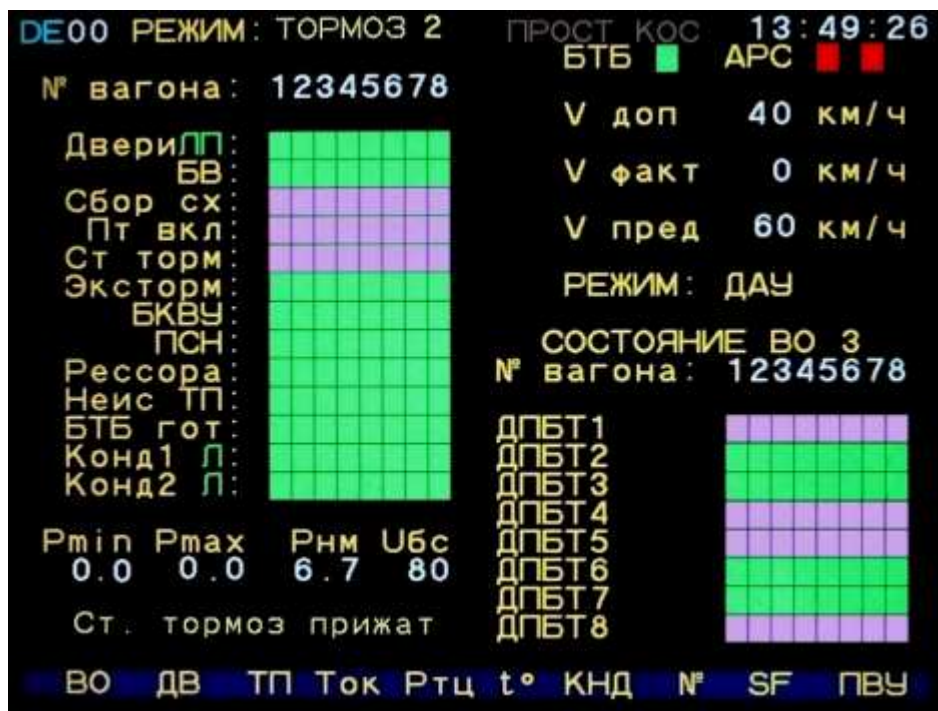 DE00 РЕЖИМ: ТОРМОЗ 2
ПРОСТ КОС 13:49:26
БТБ АРС
№ вагона: 12345678
V доп 40 км/ч
ДвериЛП:
БВ:
V факт 0 км/ч
Сбор сх:
Пт вкл:
V пред 60 км/ч
Ст торм:
Эксторм:
РЕЖИМ: ДАУ
БКВУ:
ПСН:
СОСТОЯНИЕ ВО 3
Рессора:
№ вагона: 12345678
Неис ТП:
БТБ гот:
Конд1 Л:
Конд2 Л:
ДПБТ1
ДПБТ2
ДПБТ3
ДПБТ4
ДПБТ5
ДПБТ6
ДПБТ7
ДПБТ8
Pmin Pmax Рнм Uбс
0.0 0.0 6.7 80
Ст. тормоз прижат
ВО ДВ ТП Ток Ртц t° КНД № SF ПВУ